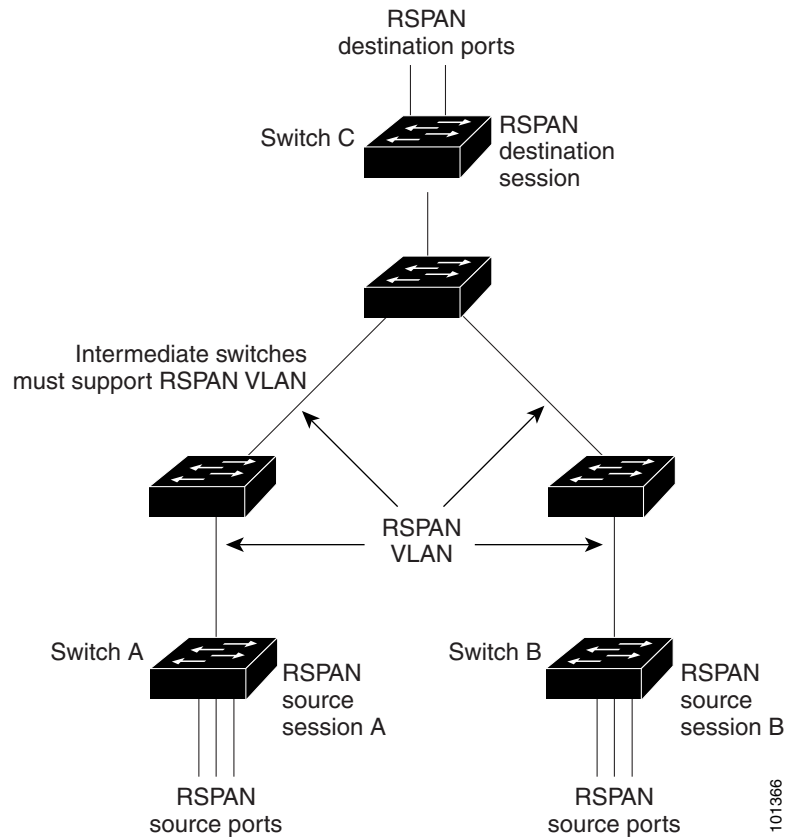 RSPAN
destination ports
Switch C
RSPAN
destination
session
Intermediate switches
must support RSPAN VLAN
RSPAN
VLAN
Switch A
RSPAN
source
session A
Switch B
RSPAN
source
session B
RSPAN
source ports
RSPAN
source ports
101366